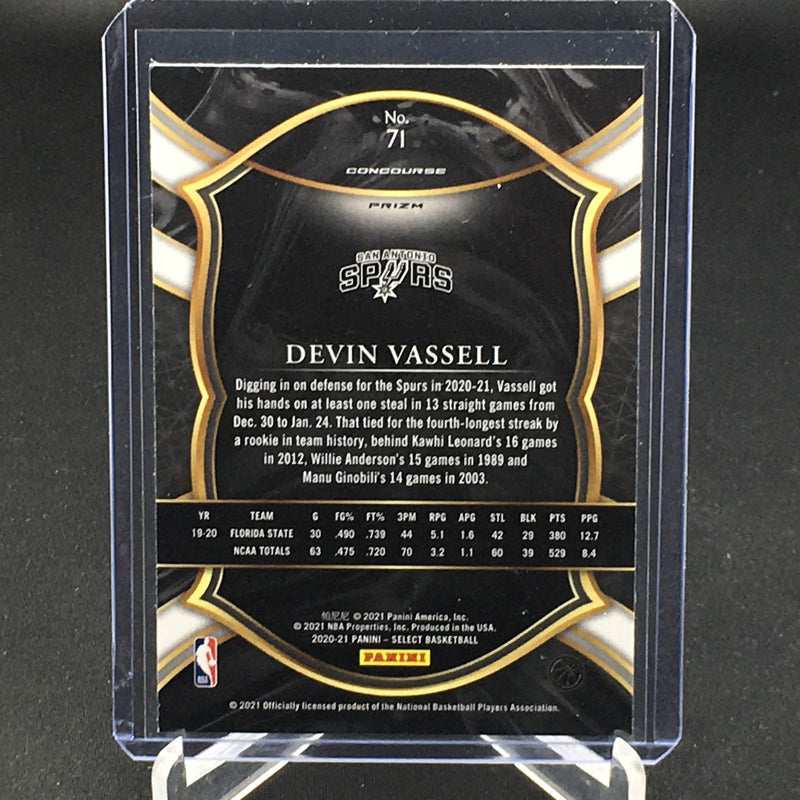 No.
71
CONCOURSE
PRIZM
SAN ANTONIO
SPURS
DEVIN VASSELL
Digging in on defense for the Spurs in 2020-21, Vassell got
his hands on at least one steal in 13 straight games from
Dec. 30 to Jan. 24. That tied for the fourth-longest streak by
a rookie in team history, behind Kawhi Leonard's 16 games
in 2012, Willie Anderson's 15 games in 1989 and
Manu Ginobili's 14 games in 2003.
YR TEAM G FG% FT% 3PM RPG APG STL BLK PTS PPG
19-20 FLORIDA STATE 30 .490 .739 44 5.1 1.6 42 29 380 12.7
NCAA TOTALS 63 .475 .720 70 3.2 1.1 60 39 529 8.4
帕尼尼 © 2021 Panini America, Inc.
© 2021 NBA Properties, Inc. Produced in the USA.
2020-21 PANINI – SELECT BASKETBALL
PANINI
NBA
© 2021 Officially licensed product of the National Basketball Players Association.